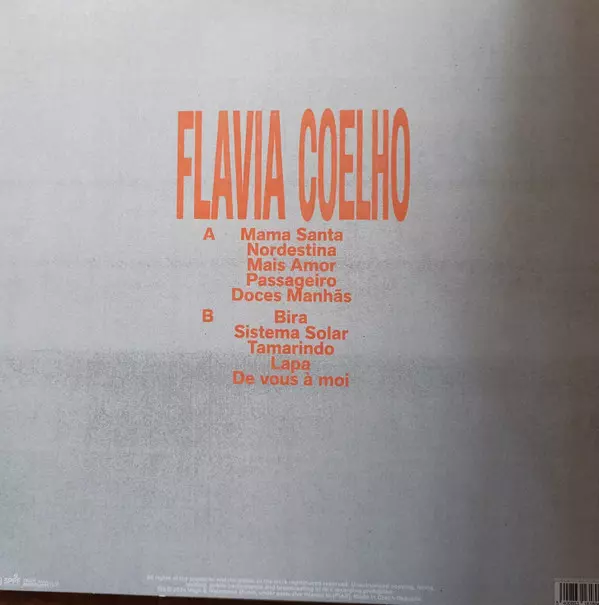 FLAVIA COELHO
A Mama Santa
Nordestina
Mais Amor
Passageiro
Doces Manhãs
B Bira
Sistema Solar
Tamarindo
Lapa
De vous à moi